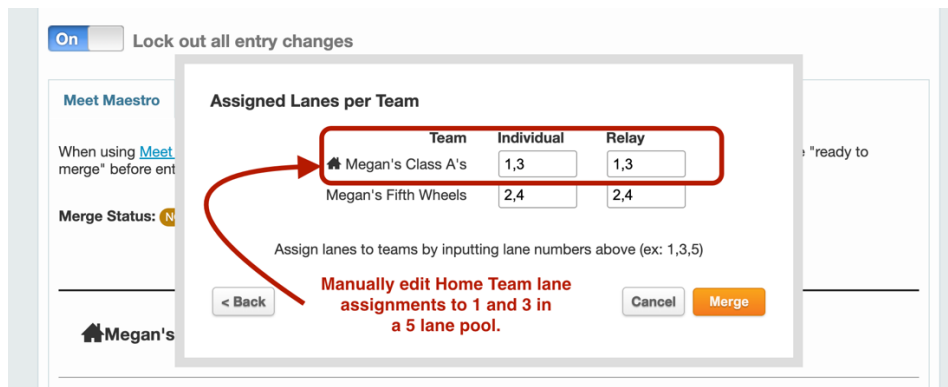 On
Lock out all entry changes
Meet Maestro
Assigned Lanes per Team
Team Individual Relay
When using Meet
"ready to
merge" before ent
Megan's Class A's 1,3 1,3
Megan's Fifth Wheels 2,4 2,4
Merge Status:
Assign lanes to teams by inputting lane numbers above (ex: 1,3,5)
Manually edit Home Team lane
assignments to 1 and 3 in
a 5 lane pool.
< Back
Cancel
Merge
Megan's